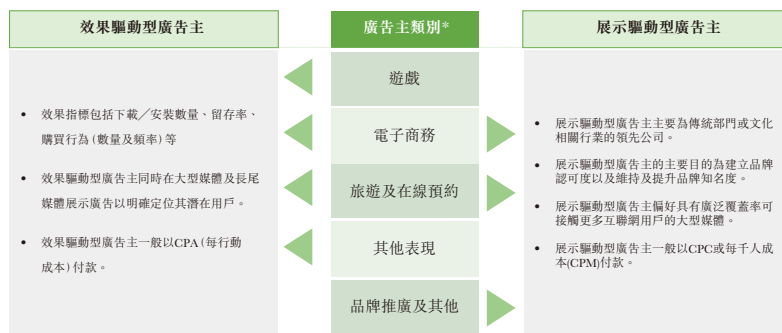 效果驅動型廣告主
效果指標包括下載／安裝數量、留存率、
購買行為(數量及頻率)等
效果驅動型廣告主同時在大型媒體及長尾
媒體展示廣告以明確定位其潛在用戶。
效果驅動型廣告主一般以CPA(每行動
成本)付款。
廣告主類別*
遊戲
電子商務
旅遊及在線預約
其他表現
品牌推廣及其他
展示驅動型廣告主
展示驅動型廣告主主要為傳統部門或文化
相關行業的領先公司。
展示驅動型廣告主的主要目的為建立品牌
認可度以及維持及提升品牌知名度。
展示驅動型廣告主偏好具有廣泛覆蓋率可
接觸更多互聯網用戶的大型媒體。
展示驅動型廣告主一般以CPC或每千人成
本(CPM)付款。